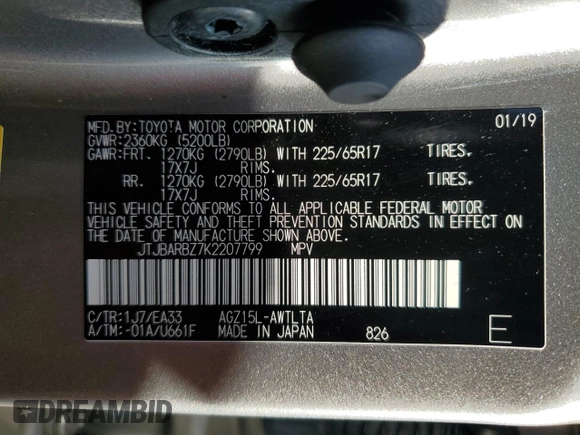 MFD.BY:TOYOTA MOTOR CORPORATION 01/19
GVWR:2360KG (5200LB)
GAWR:FRT. 1270KG (2790LB) WITH 225/65R17 TIRES.
17X7J RIMS.
RR. 1270KG (2790LB) WITH 225/65R17 TIRES.
17X7J RIMS.
THIS VEHICLE CONFORMS TO ALL APPLICABLE FEDERAL MOTOR
VEHICLE SAFETY AND THEFT PREVENTION STANDARDS IN EFFECT ON
THE DATE OF MANUFACTURE SHOWN ABOVE.
JTJBARBZ7K2207799 MPV
C/TR:1J7/EA33 AGZ15L-AWTLTA
A/TM:-01A/U661F MADE IN JAPAN 826 E
DREAMBID